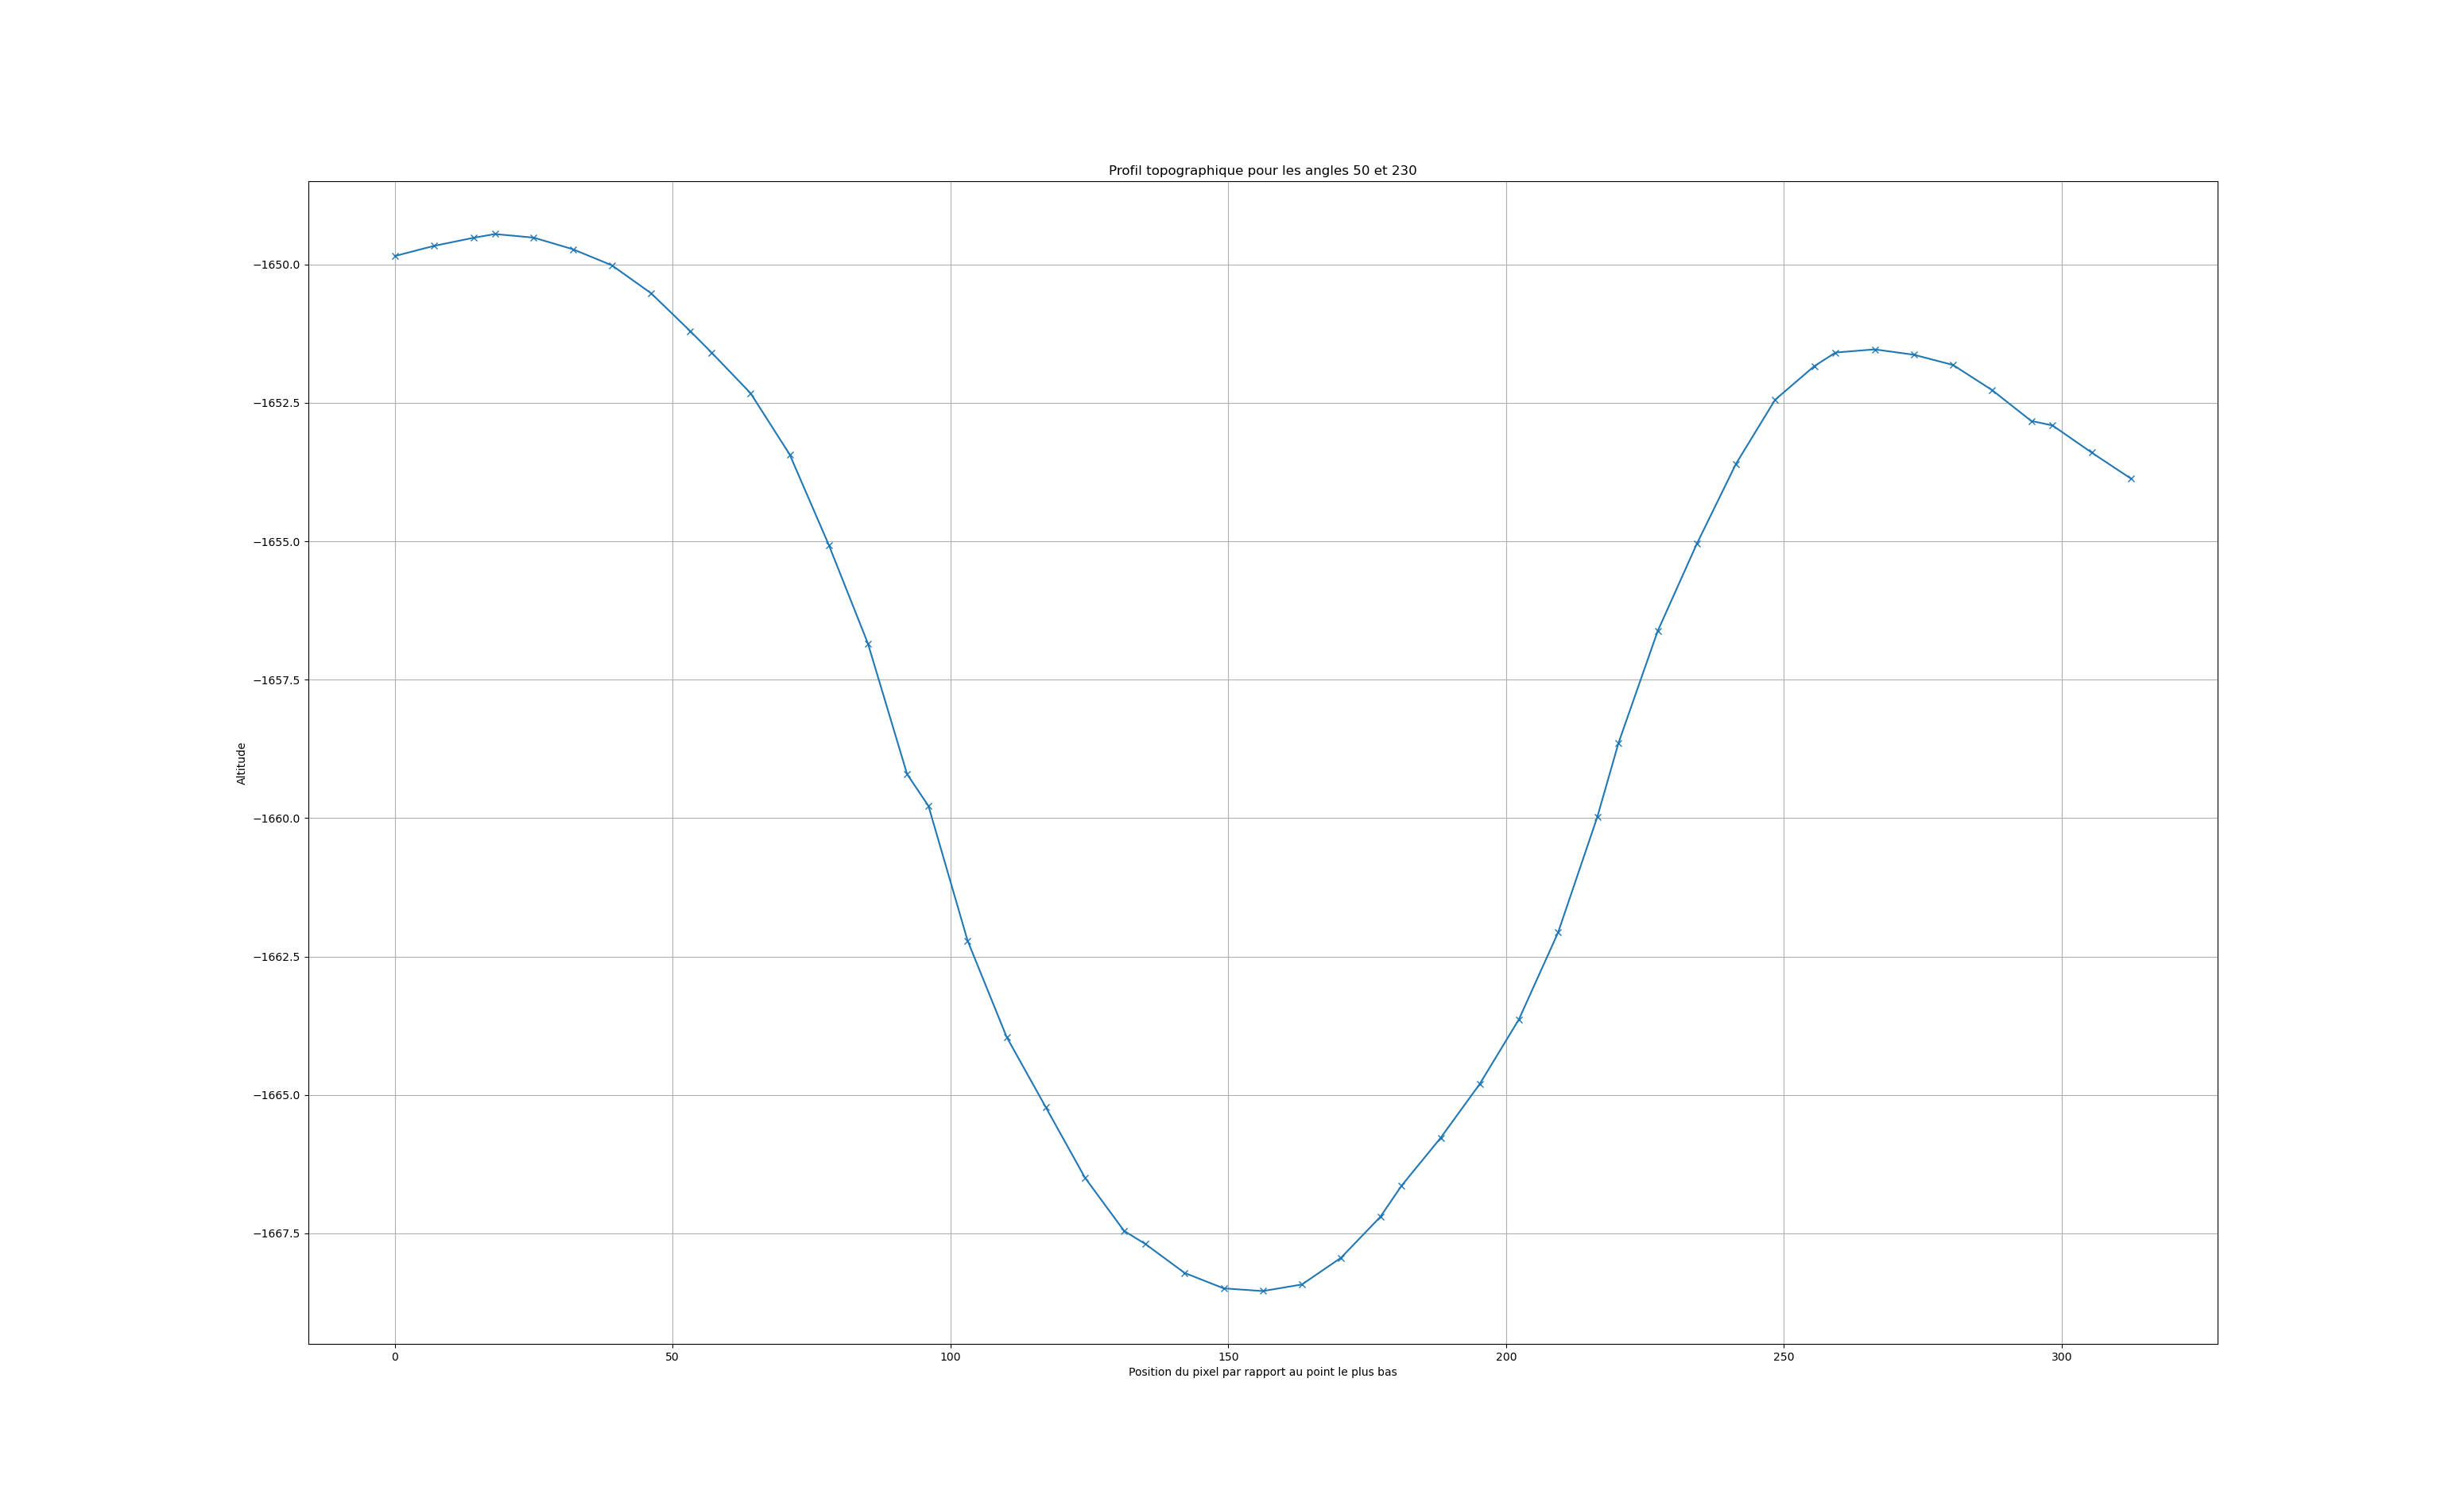 Profil topographique pour les angles 50 et 230
−1650.0
−1652.5
−1655.0
−1657.5
−1660.0
−1662.5
−1665.0
−1667.5
Altitude
0 50 100 150 200 250 300
Position du pixel par rapport au point le plus bas